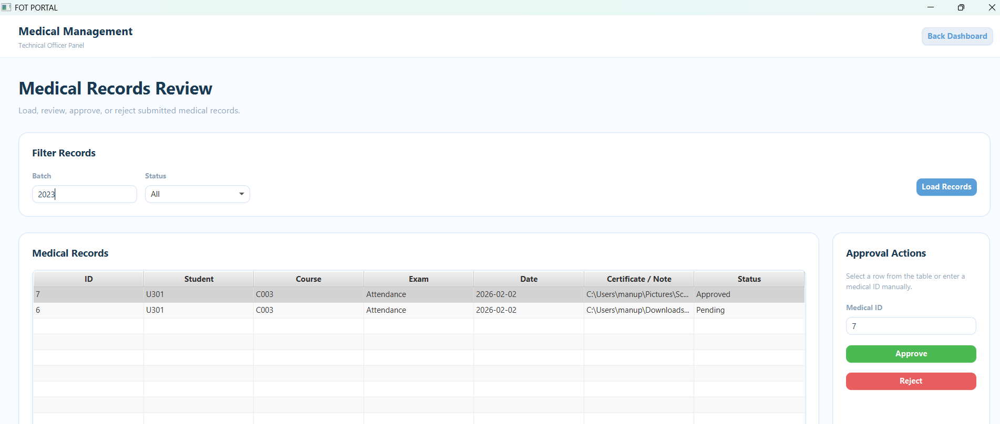 FOT PORTAL
Medical Management
Technical Officer Panel
Back Dashboard
Medical Records Review
Load, review, approve, or reject submitted medical records.
Filter Records
Batch Status
2023 All
Load Records
Medical Records
ID Student Course Exam Date Certificate / Note Status
7 U301 C003 Attendance 2026-02-02 C:\Users\manup\Pictures\Sc... Approved
6 U301 C003 Attendance 2026-02-02 C:\Users\manup\Downloads... Pending
Approval Actions
Select a row from the table or enter a
medical ID manually.
Medical ID
7
Approve
Reject